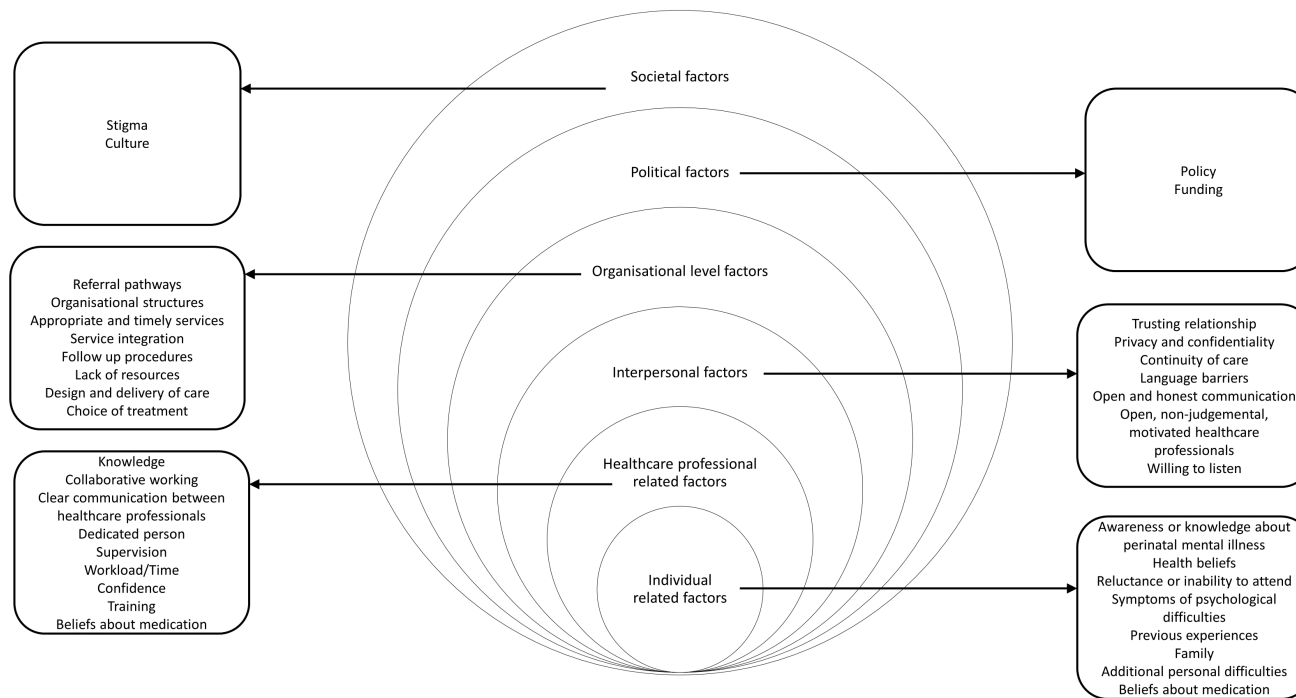 Societal factors
Stigma
Culture
Political factors
Policy
Funding
Organisational level factors
Referral pathways
Organisational structures
Appropriate and timely services
Service integration
Follow up procedures
Lack of resources
Design and delivery of care
Choice of treatment
Interpersonal factors
Trusting relationship
Privacy and confidentiality
Continuity of care
Language barriers
Open and honest communication
Open, non-judgemental,
motivated healthcare
professionals
Willing to listen
Healthcare professional
related factors
Knowledge
Collaborative working
Clear communication between
healthcare professionals
Dedicated person
Supervision
Workload/Time
Confidence
Training
Beliefs about medication
Individual
related factors
Awareness or knowledge about
perinatal mental illness
Health beliefs
Reluctance or inability to attend
Symptoms of psychological
difficulties
Previous experiences
Family
Additional personal difficulties
Beliefs about medication